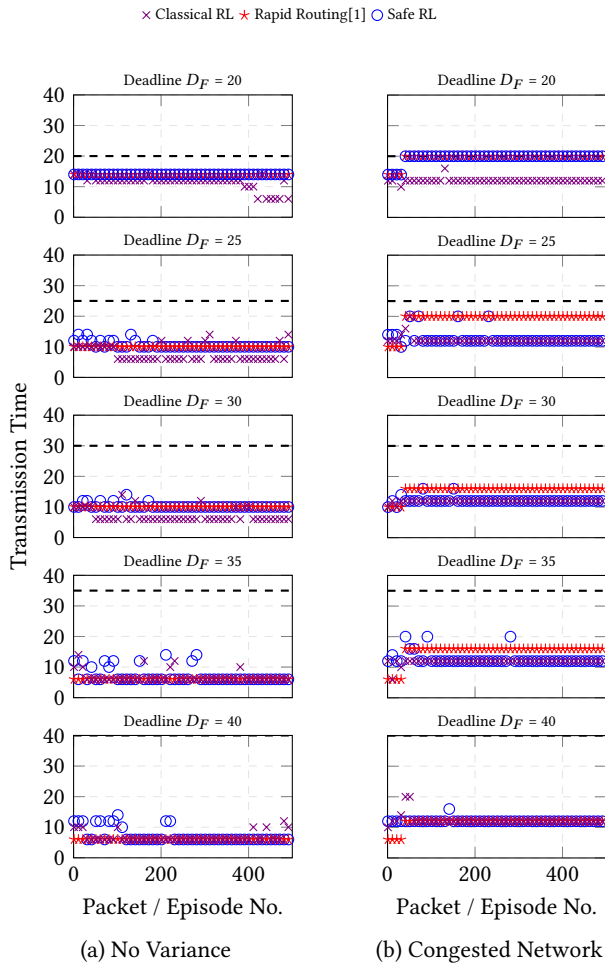 Classical RL Rapid Routing[1] Safe RL
Deadline D_F = 20
Deadline D_F = 20
40
30
20
10
0
Deadline D_F = 25
Deadline D_F = 25
40
30
20
10
0
Deadline D_F = 30
Deadline D_F = 30
40
30
20
10
0
Deadline D_F = 35
Deadline D_F = 35
40
30
20
10
0
Deadline D_F = 40
Deadline D_F = 40
40
30
20
10
0
Transmission Time
0 200 400
0 200 400
Packet / Episode No.
Packet / Episode No.
(a) No Variance
(b) Congested Network